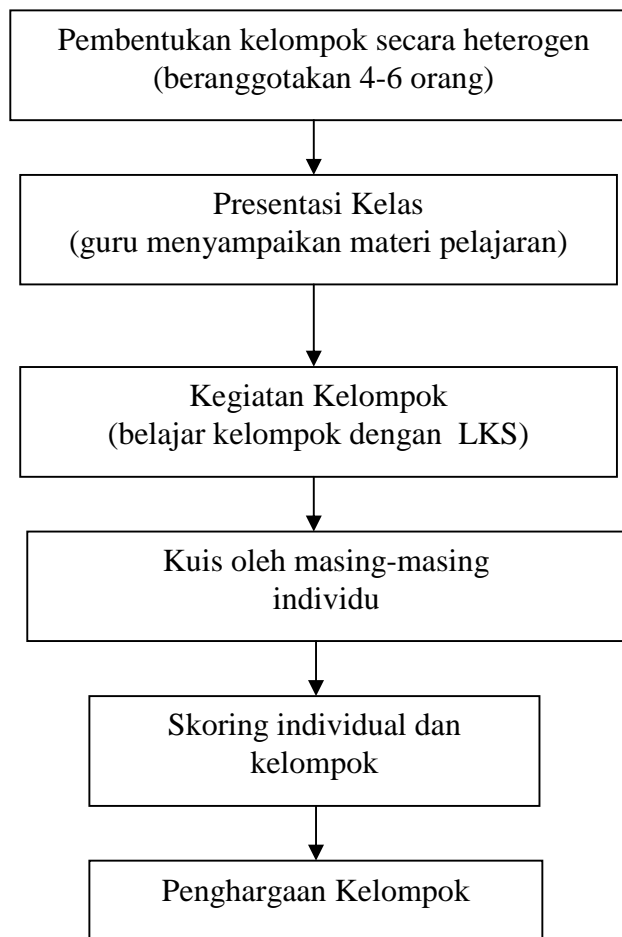 Pembentukan kelompok secara heterogen
(beranggotakan 4-6 orang)
Presentasi Kelas
(guru menyampaikan materi pelajaran)
Kegiatan Kelompok
(belajar kelompok dengan LKS)
Kuis oleh masing-masing
individu
Skoring individual dan
kelompok
Penghargaan Kelompok